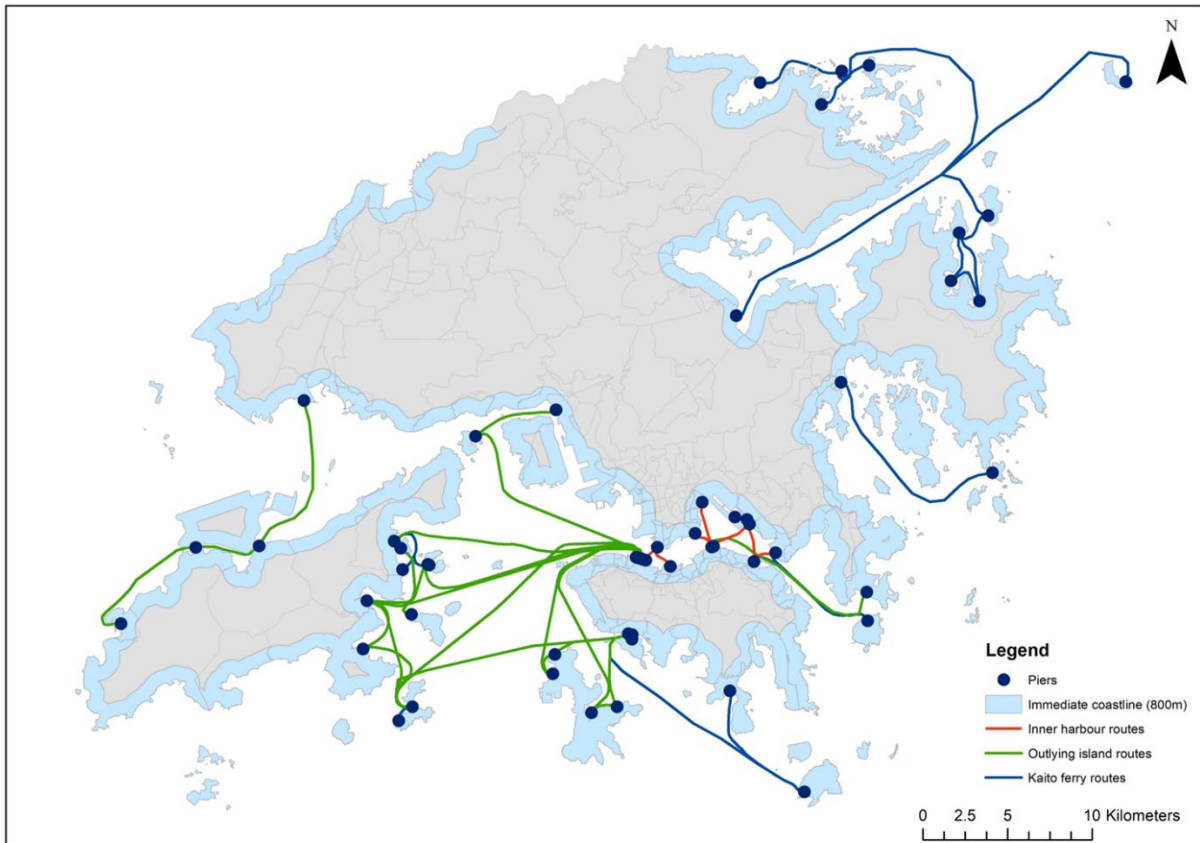 N
Legend
Piers
Immediate coastline (800m)
Inner harbour routes
Outlying island routes
Kaito ferry routes
0 2.5 5 10 Kilometers